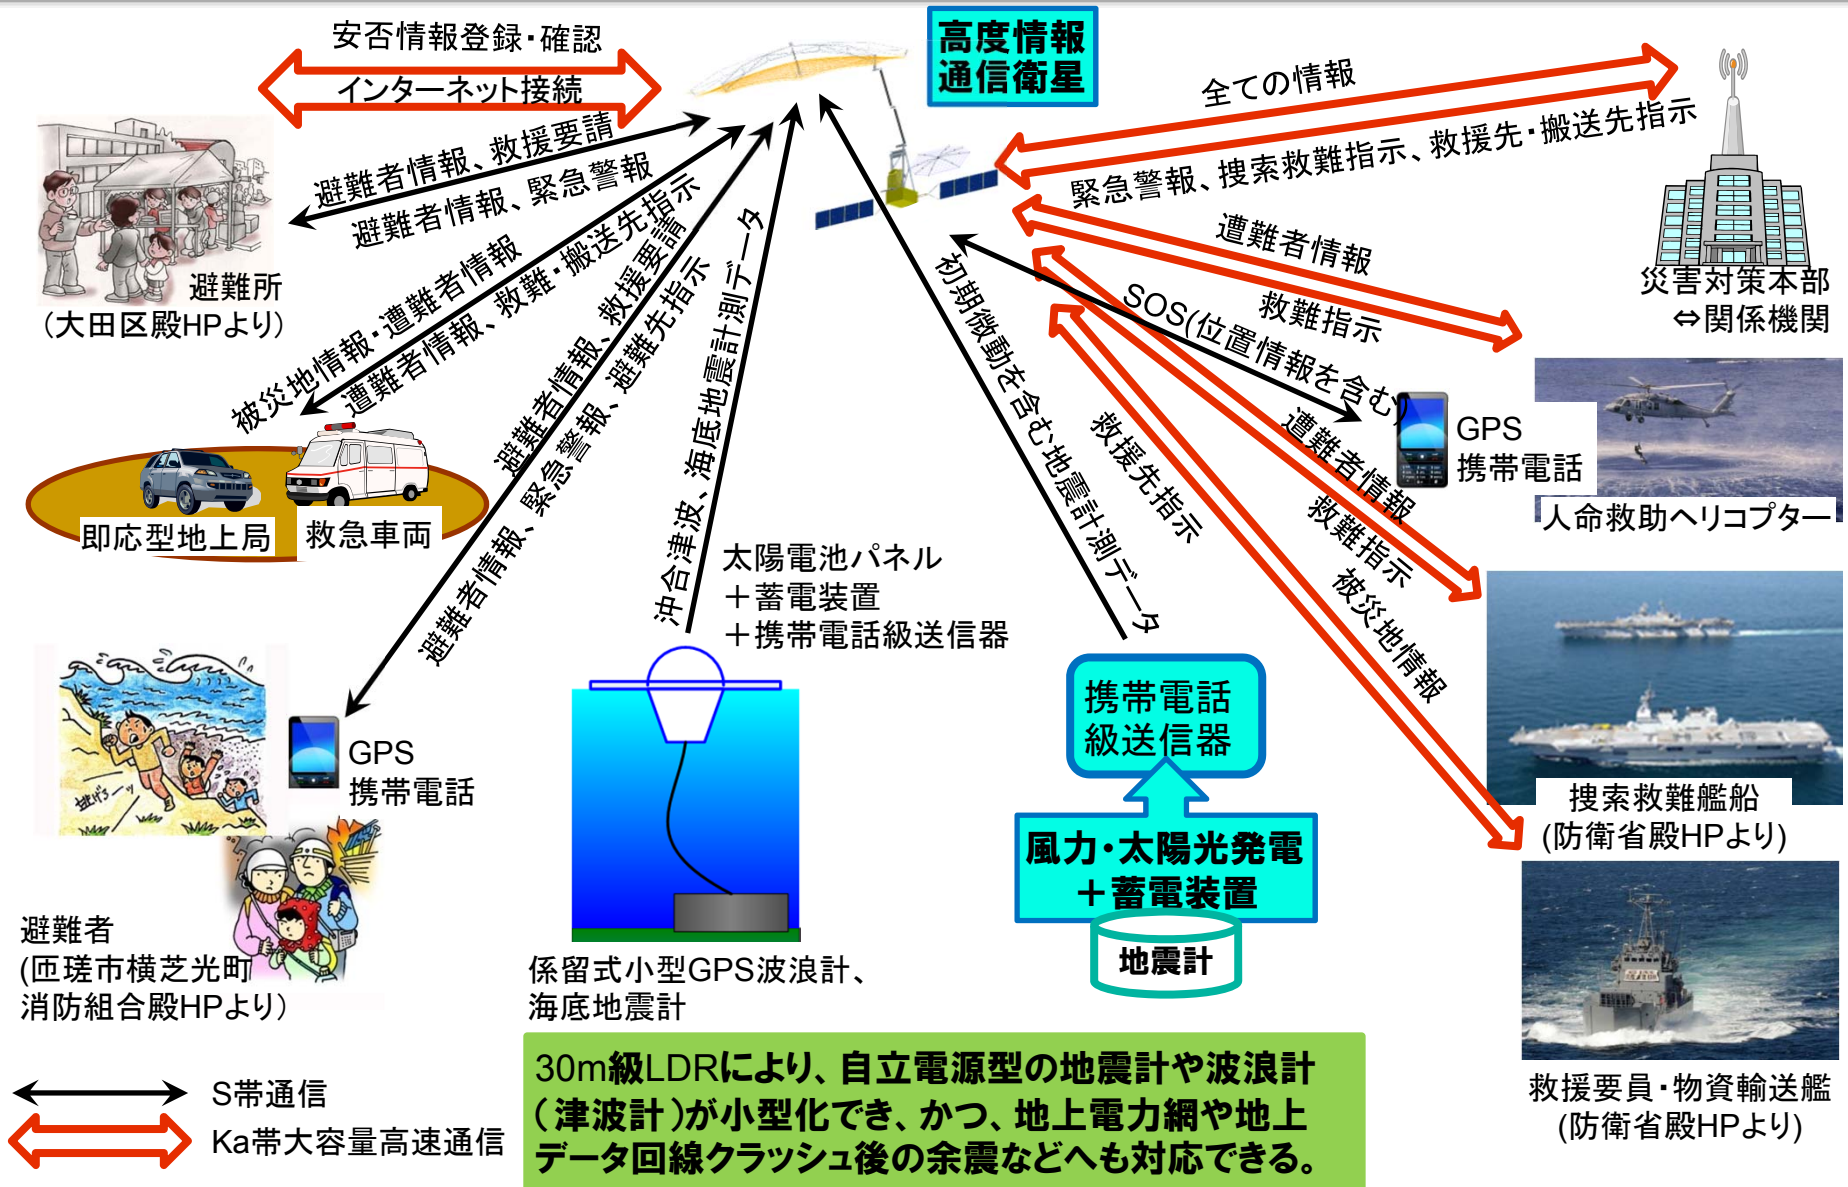 安否情報登録・確認
インターネット接続
高度情報
通信衛星
全ての情報
緊急警報、捜索救難指示、救援先・搬送先指示
災害対策本部
⇔関係機関
避難者情報、救援要請
避難者情報、緊急警報
避難所
(大田区殿HPより)
被災地情報・遭難者情報
遭難者情報、救難・搬送先指示
即応型地上局
救急車両
避難者情報、救援要請
避難者情報、緊急警報、避難先指示
沖合津波、海底地震計測データ
初期微動を含む地震計測データ
SOS(位置情報を含む)
GPS
携帯電話
遭難者情報
救難指示
人命救助ヘリコプター
遭難者情報
救難指示
救援先指示
被災地情報
捜索救難艦船
(防衛省殿HPより)
救援要員・物資輸送艦
(防衛省殿HPより)
太陽電池パネル
+蓄電装置
+携帯電話級送信器
携帯電話
級送信器
風力・太陽光発電
+蓄電装置
地震計
係留式小型GPS波浪計、
海底地震計
逃げろーッ
GPS
携帯電話
避難者
(匝瑳市横芝光町
消防組合殿HPより)
S帯通信
Ka帯大容量高速通信
30m級LDRにより、自立電源型の地震計や波浪計
(津波計)が小型化でき、かつ、地上電力網や地上
データ回線クラッシュ後の余震などへも対応できる。